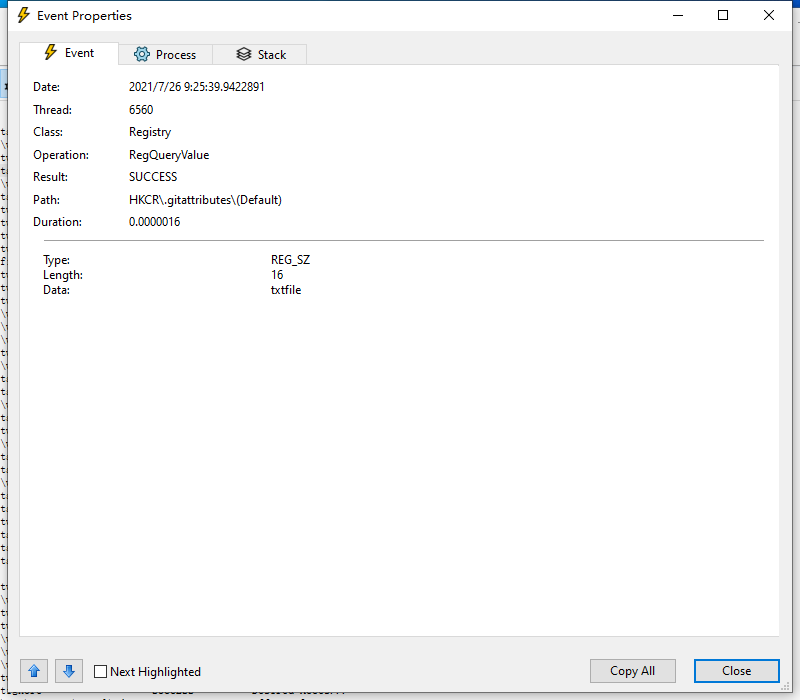 Event Properties
Event Process Stack
Date: 2021/7/26 9:25:39.9422891
Thread: 6560
Class: Registry
Operation: RegQueryValue
Result: SUCCESS
Path: HKCR\.gitattributes\(Default)
Duration: 0.0000016
Type: REG_SZ
Length: 16
Data: txtfile
Next Highlighted Copy All Close